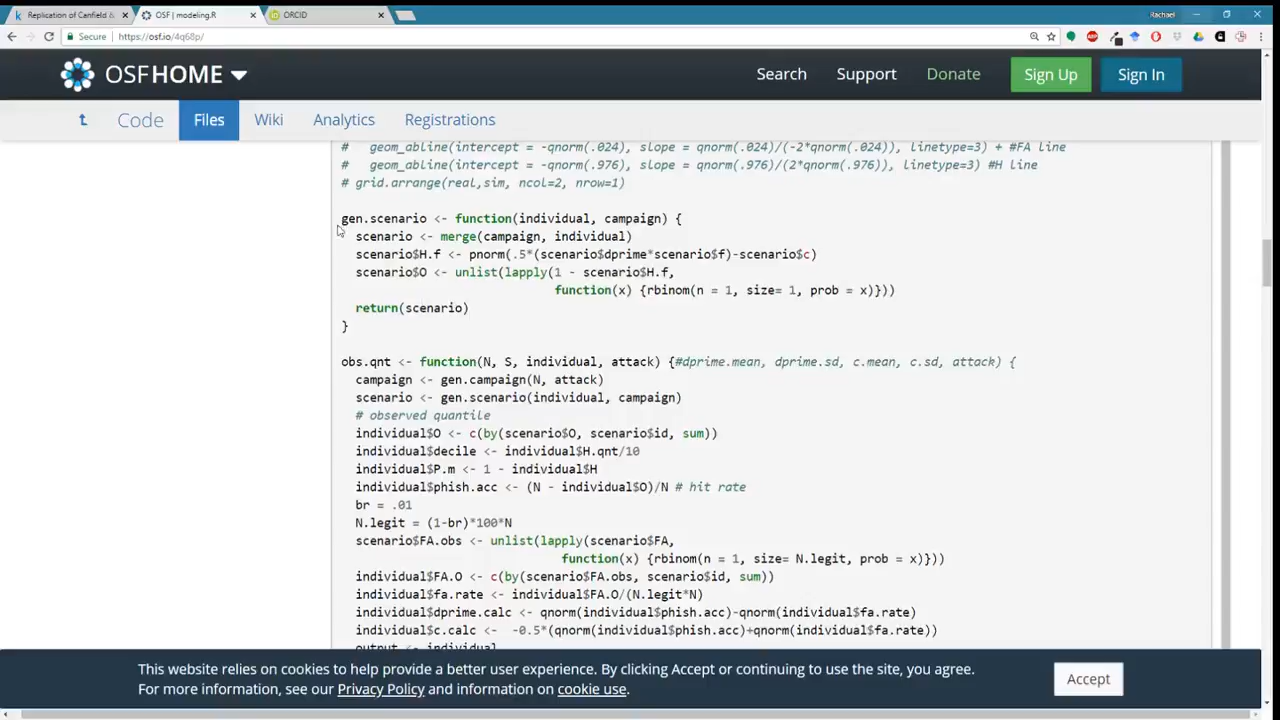 Replication of Canfield &
OSF | modeling.R
ORCID
Rachael
Secure
https://osf.io/4q68p/
OSFHOME
Search
Support
Donate
Sign Up
Sign In
Code
Files
Wiki
Analytics
Registrations
#   geom_abline(intercept = -qnorm(.024), slope = qnorm(.024)/(-2*qnorm(.024)), linetype=3) + #FA line
#   geom_abline(intercept = -qnorm(.976), slope = qnorm(.976)/(2*qnorm(.976)), linetype=3) #H line
# grid.arrange(real,sim, ncol=2, nrow=1)
gen.scenario <- function(individual, campaign) {
  scenario <- merge(campaign, individual)
  scenario$H.f <- pnorm(.5*(scenario$dprime*scenario$f)-scenario$c)
  scenario$O <- unlist(lapply(1 - scenario$H.f,
                              function(x) {rbinom(n = 1, size= 1, prob = x)}))
  return(scenario)
}
obs.qnt <- function(N, S, individual, attack) {#dprime.mean, dprime.sd, c.mean, c.sd, attack) {
  campaign <- gen.campaign(N, attack)
  scenario <- gen.scenario(individual, campaign)
  # observed quantile
  individual$O <- c(by(scenario$O, scenario$id, sum))
  individual$decile <- individual$H.qnt/10
  individual$P.m <- 1 - individual$H
  individual$phish.acc <- (N - individual$O)/N # hit rate
  br = .01
  N.legit = (1-br)*100*N
  scenario$FA.obs <- unlist(lapply(scenario$FA,
                               function(x) {rbinom(n = 1, size= N.legit, prob = x)}))
  individual$FA.O <- c(by(scenario$FA.obs, scenario$id, sum))
  individual$fa.rate <- individual$FA.O/(N.legit*N)
  individual$dprime.calc <- qnorm(individual$phish.acc)-qnorm(individual$fa.rate)
  individual$c.calc <-  -0.5*(qnorm(individual$phish.acc)+qnorm(individual$fa.rate))
  output <- individual
This website relies on cookies to help provide a better user experience. By clicking Accept or continuing to use the site, you agree.
For more information, see our Privacy Policy and information on cookie use.
Accept